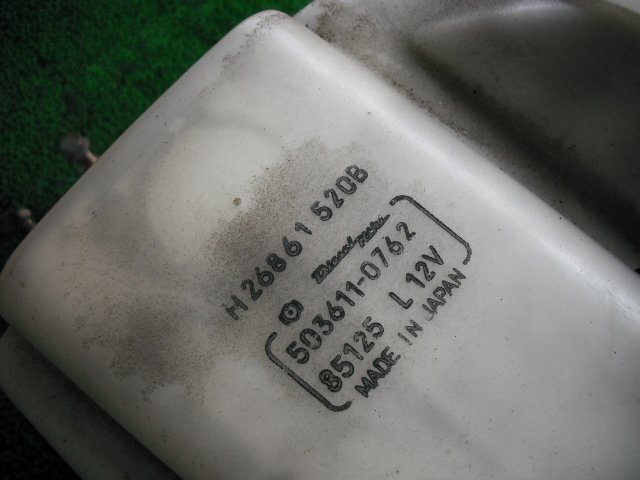 H26861 520B
Diesel Kiki
503611-0762
85125 L 12V
MADE IN JAPAN